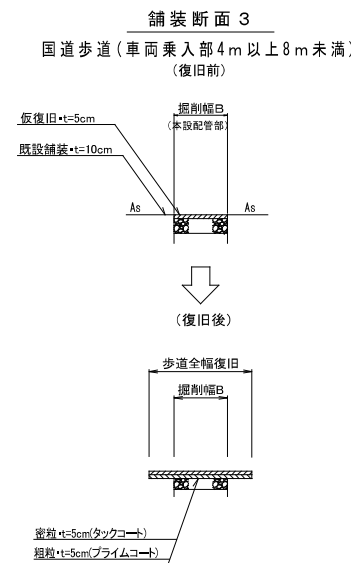 舗装断面3
国道歩道(車両乗入部4m以上8m未満)
(復旧前)
掘削幅B
(本設配管部)
仮復旧・t=5cm
既設舗装・t=10cm
As
As
(復旧後)
歩道全幅復旧
掘削幅B
密粒・t=5cm(タックコート)
粗粒・t=5cm(プライムコート)